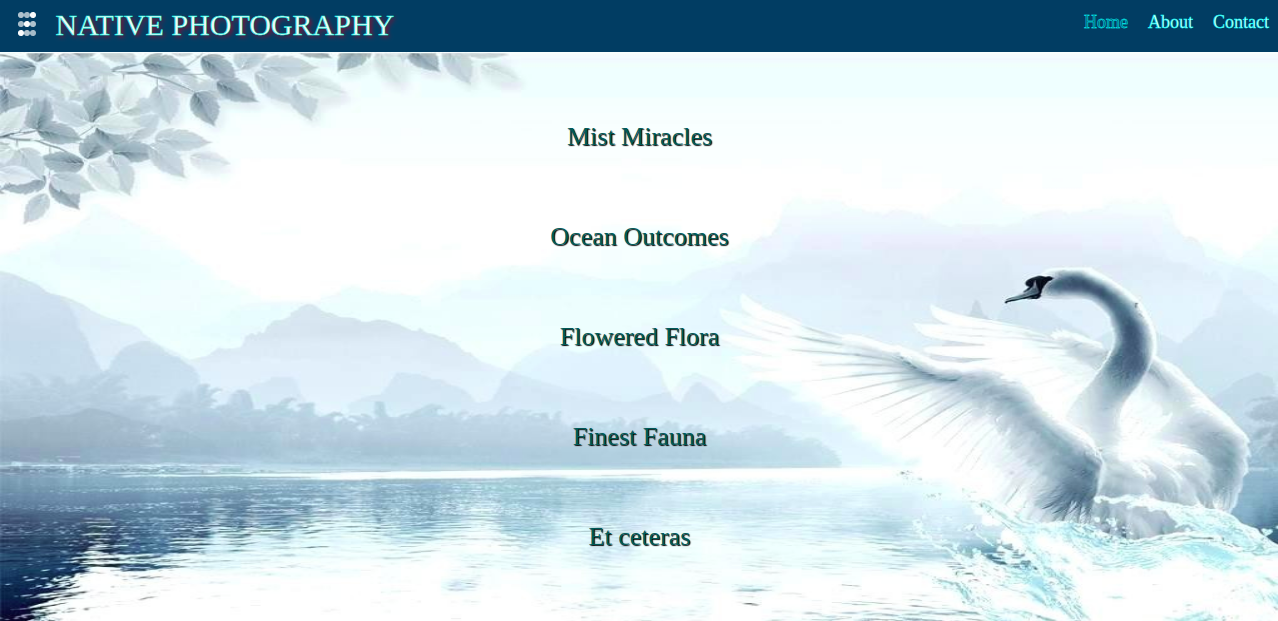 NATIVE PHOTOGRAPHY
Home About Contact
Mist Miracles
Ocean Outcomes
Flowered Flora
Finest Fauna
Et ceteras